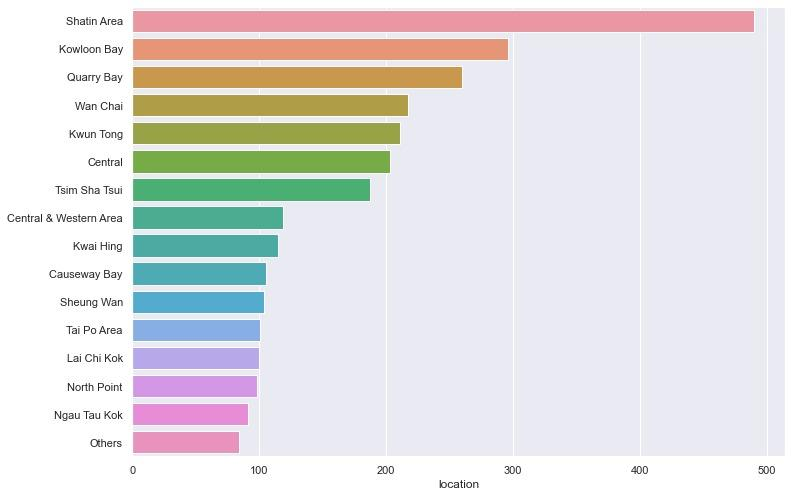 Shatin Area
Kowloon Bay
Quarry Bay
Wan Chai
Kwun Tong
Central
Tsim Sha Tsui
Central & Western Area
Kwai Hing
Causeway Bay
Sheung Wan
Tai Po Area
Lai Chi Kok
North Point
Ngau Tau Kok
Others
0 100 200 300 400 500
location